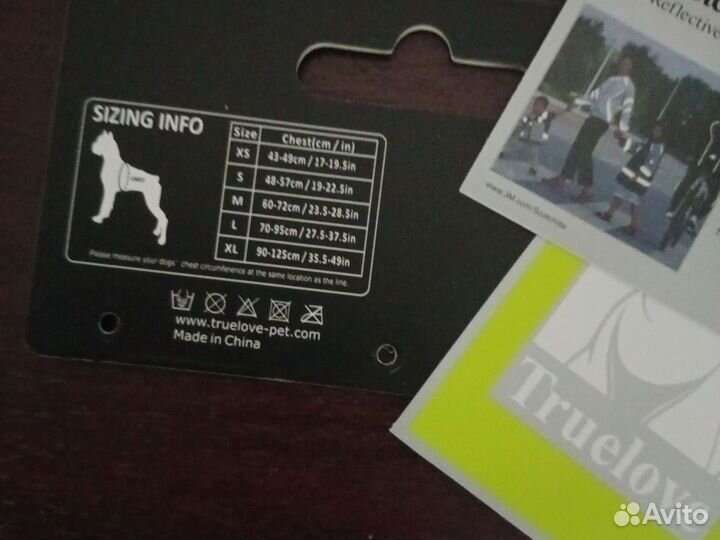 SIZING INFO
Size Chest(cm / in)
XS 43-49cm / 17-19.5in
S 48-57cm / 19-22.5in
M 60-72cm / 23.5-28.5in
L 70-95cm / 27.5-37.5in
XL 90-125cm / 35.5-49in
Please measure your dogs' chest circumference at the same location as the line.
www.truelove-pet.com
Made in China
Reflective
www.3M.com/Scotchlite
Truelove
Avito